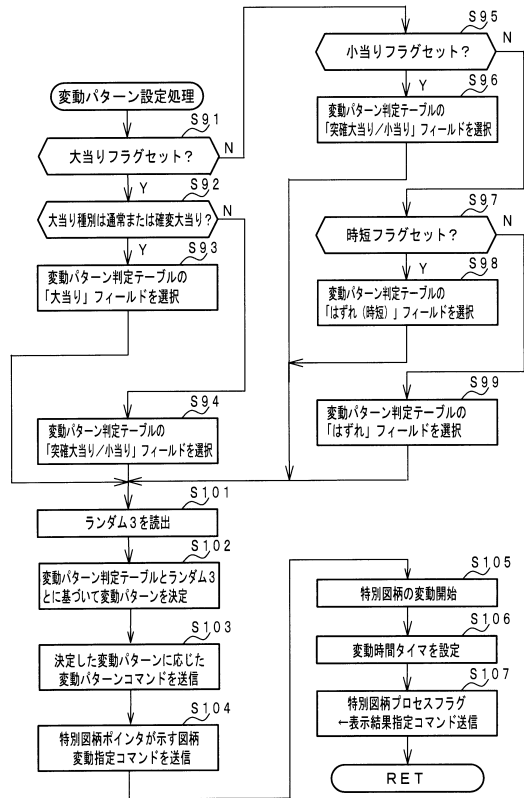 変動パターン設定処理
S91
大当りフラグセット？
N
Y
S92
大当り種別は通常または確変大当り？
N
Y
S93
変動パターン判定テーブルの
「大当り」フィールドを選択
S94
変動パターン判定テーブルの
「突確大当り／小当り」フィールドを選択
S95
小当りフラグセット？
N
Y
S96
変動パターン判定テーブルの
「突確大当り／小当り」フィールドを選択
S97
時短フラグセット？
N
Y
S98
変動パターン判定テーブルの
「はずれ（時短）」フィールドを選択
S99
変動パターン判定テーブルの
「はずれ」フィールドを選択
S101
ランダム３を読出
S102
変動パターン判定テーブルとランダム３
とに基づいて変動パターンを決定
S103
決定した変動パターンに応じた
変動パターンコマンドを送信
S104
特別図柄ポインタが示す図柄
変動指定コマンドを送信
S105
特別図柄の変動開始
S106
変動時間タイマを設定
S107
特別図柄プロセスフラグ
←表示結果指定コマンド送信
RET